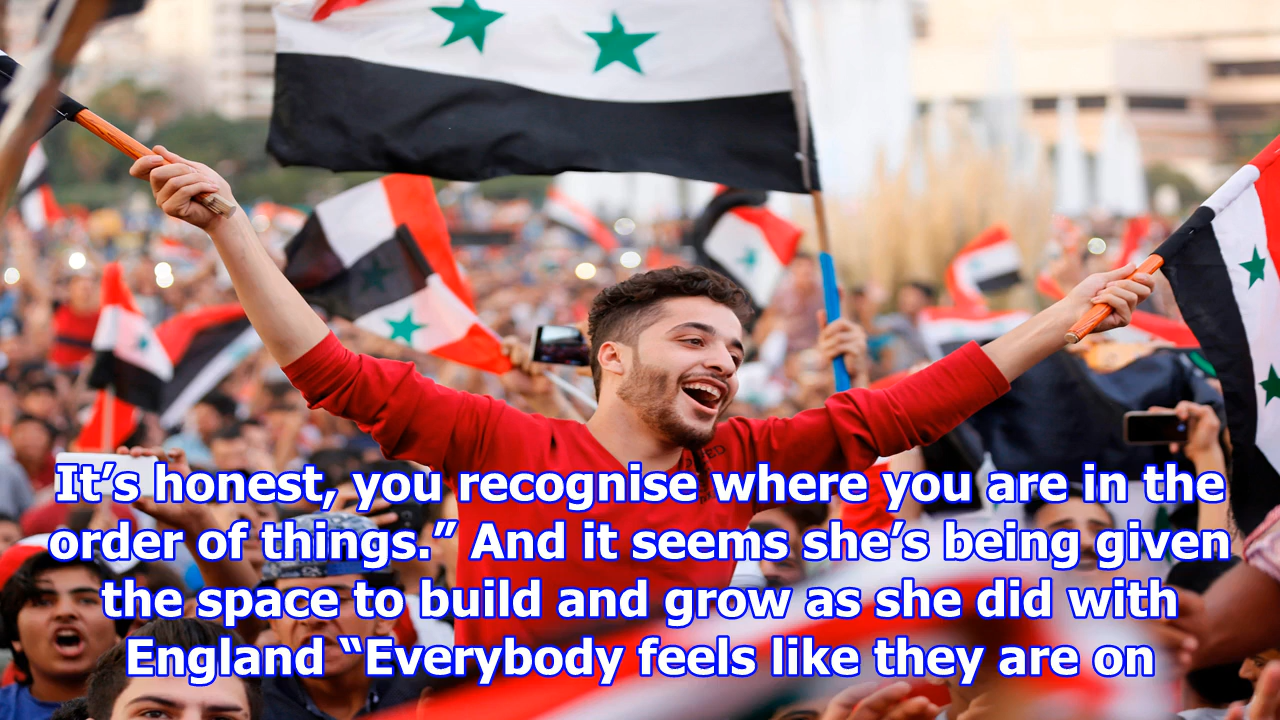 It’s honest, you recognise where you are in the
order of things.” And it seems she’s being given
the space to build and grow as she did with
England “Everybody feels like they are on